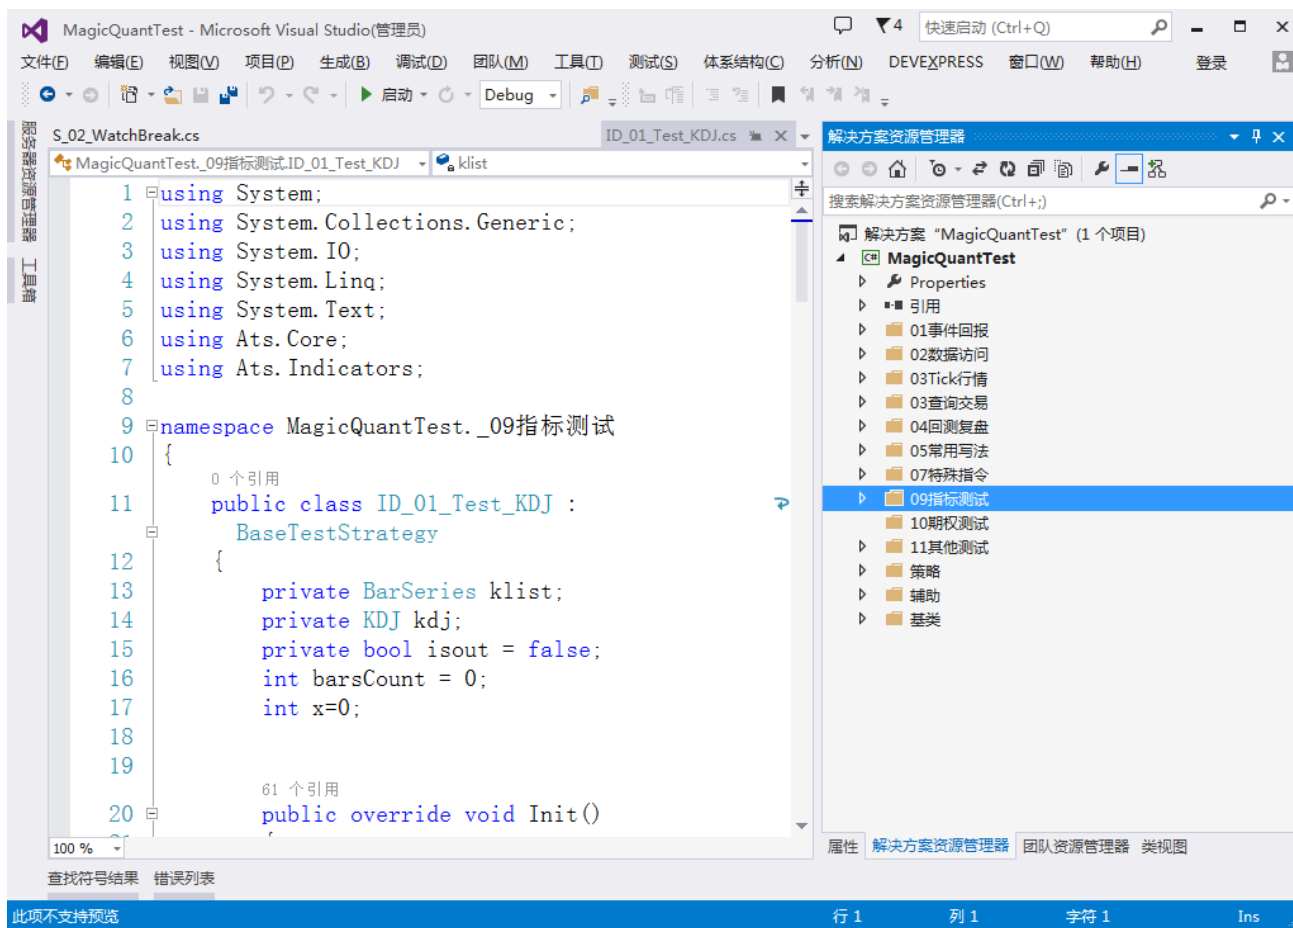 MagicQuantTest - Microsoft Visual Studio(管理员)
4
快速启动 (Ctrl+Q)
文件(F) 编辑(E) 视图(V) 项目(P) 生成(B) 调试(D) 团队(M) 工具(T) 测试(S) 体系结构(C) 分析(N) DEVEXPRESS 窗口(W) 帮助(H) 登录
启动 Debug
服务器资源管理器
工具箱
S_02_WatchBreak.cs
ID_01_Test_KDJ.cs
MagicQuantTest._09指标测试.ID_01_Test_KDJ klist
1 using System;
2 using System.Collections.Generic;
3 using System.IO;
4 using System.Linq;
5 using System.Text;
6 using Ats.Core;
7 using Ats.Indicators;
8
9 namespace MagicQuantTest._09指标测试
10 {
0 个引用
11 public class ID_01_Test_KDJ :
BaseTestStrategy
12 {
13 private BarSeries klist;
14 private KDJ kdj;
15 private bool isout = false;
16 int barsCount = 0;
17 int x=0;
18
19
61 个引用
20 public override void Init()
100 %
解决方案资源管理器
搜索解决方案资源管理器(Ctrl+;)
解决方案 “MagicQuantTest” (1 个项目)
C# MagicQuantTest
Properties
引用
01事件回报
02数据访问
03Tick行情
03查询交易
04回测复盘
05常用写法
07特殊指令
09指标测试
10期权测试
11其他测试
策略
辅助
基类
属性 解决方案资源管理器 团队资源管理器 类视图
查找符号结果 错误列表
此项不支持预览 行 1 列 1 字符 1 Ins